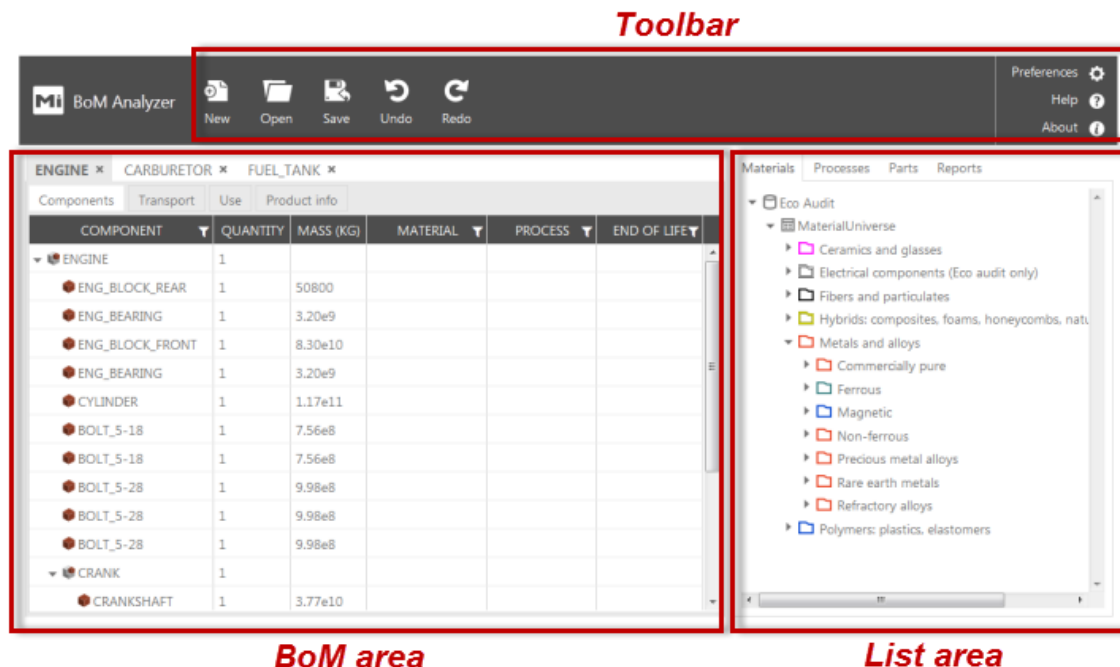 Toolbar
Mi BoM Analyzer
New Open Save Undo Redo
Preferences
Help
About
ENGINE × CARBURETOR × FUEL_TANK ×
Components Transport Use Product info
COMPONENT QUANTITY MASS (KG) MATERIAL PROCESS END OF LIFE
ENGINE 1
ENG_BLOCK_REAR 1 50800
ENG_BEARING 1 3.20e9
ENG_BLOCK_FRONT 1 8.30e10
ENG_BEARING 1 3.20e9
CYLINDER 1 1.17e11
BOLT_5-18 1 7.56e8
BOLT_5-18 1 7.56e8
BOLT_5-28 1 9.98e8
BOLT_5-28 1 9.98e8
BOLT_5-28 1 9.98e8
CRANK 1
CRANKSHAFT 1 3.77e10
Materials Processes Parts Reports
Eco Audit
MaterialUniverse
Ceramics and glasses
Electrical components (Eco audit only)
Fibers and particulates
Hybrids: composites, foams, honeycombs, natu
Metals and alloys
Commercially pure
Ferrous
Magnetic
Non-ferrous
Precious metal alloys
Rare earth metals
Refractory alloys
Polymers: plastics, elastomers
BoM area
List area